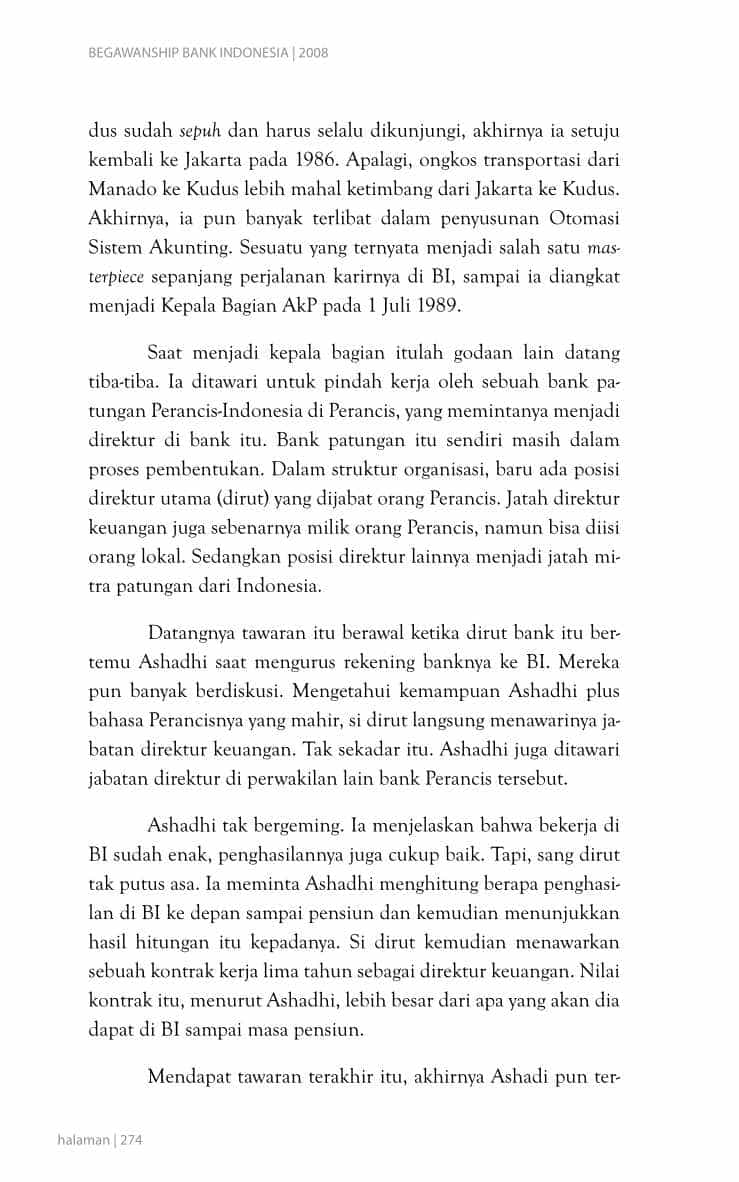 BEGAWANSHIP BANK INDONESIA | 2008
dus sudah sepuh dan harus selalu dikunjungi, akhirnya ia setuju
kembali ke Jakarta pada 1986. Apalagi, ongkos transportasi dari
Manado ke Kudus lebih mahal ketimbang dari Jakarta ke Kudus.
Akhirnya, ia pun banyak terlibat dalam penyusunan Otomasi
Sistem Akunting. Sesuatu yang ternyata menjadi salah satu mas-
terpiece sepanjang perjalanan karirnya di BI, sampai ia diangkat
menjadi Kepala Bagian AkP pada 1 Juli 1989.
Saat menjadi kepala bagian itulah godaan lain datang
tiba-tiba. Ia ditawari untuk pindah kerja oleh sebuah bank pa-
tungan Perancis-Indonesia di Perancis, yang memintanya menjadi
direktur di bank itu. Bank patungan itu sendiri masih dalam
proses pembentukan. Dalam struktur organisasi, baru ada posisi
direktur utama (dirut) yang dijabat orang Perancis. Jatah direktur
keuangan juga sebenarnya milik orang Perancis, namun bisa diisi
orang lokal. Sedangkan posisi direktur lainnya menjadi jatah mi-
tra patungan dari Indonesia.
Datangnya tawaran itu berawal ketika dirut bank itu ber-
temu Ashadhi saat mengurus rekening banknya ke BI. Mereka
pun banyak berdiskusi. Mengetahui kemampuan Ashadhi plus
bahasa Perancisnya yang mahir, si dirut langsung menawarinya ja-
batan direktur keuangan. Tak sekadar itu. Ashadhi juga ditawari
jabatan direktur di perwakilan lain bank Perancis tersebut.
Ashadhi tak bergeming. Ia menjelaskan bahwa bekerja di
BI sudah enak, penghasilannya juga cukup baik. Tapi, sang dirut
tak putus asa. Ia meminta Ashadhi menghitung berapa penghasi-
lan di BI ke depan sampai pensiun dan kemudian menunjukkan
hasil hitungan itu kepadanya. Si dirut kemudian menawarkan
sebuah kontrak kerja lima tahun sebagai direktur keuangan. Nilai
kontrak itu, menurut Ashadhi, lebih besar dari apa yang akan dia
dapat di BI sampai masa pensiun.
Mendapat tawaran terakhir itu, akhirnya Ashadi pun ter-
halaman | 274